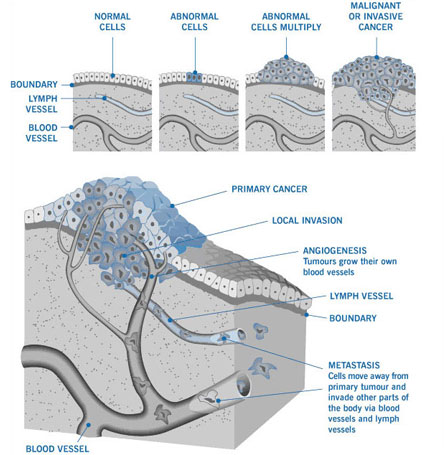 NORMAL
CELLS
ABNORMAL
CELLS
ABNORMAL
CELLS MULTIPLY
MALIGNANT
OR INVASIVE
CANCER
BOUNDARY
LYMPH
VESSEL
BLOOD
VESSEL
PRIMARY CANCER
LOCAL INVASION
ANGIOGENESIS
Tumours grow their own
blood vessels
LYMPH VESSEL
BOUNDARY
METASTASIS
Cells move away from
primary tumour and
invade other parts of
the body via blood
vessels and lymph
vessels
BLOOD VESSEL